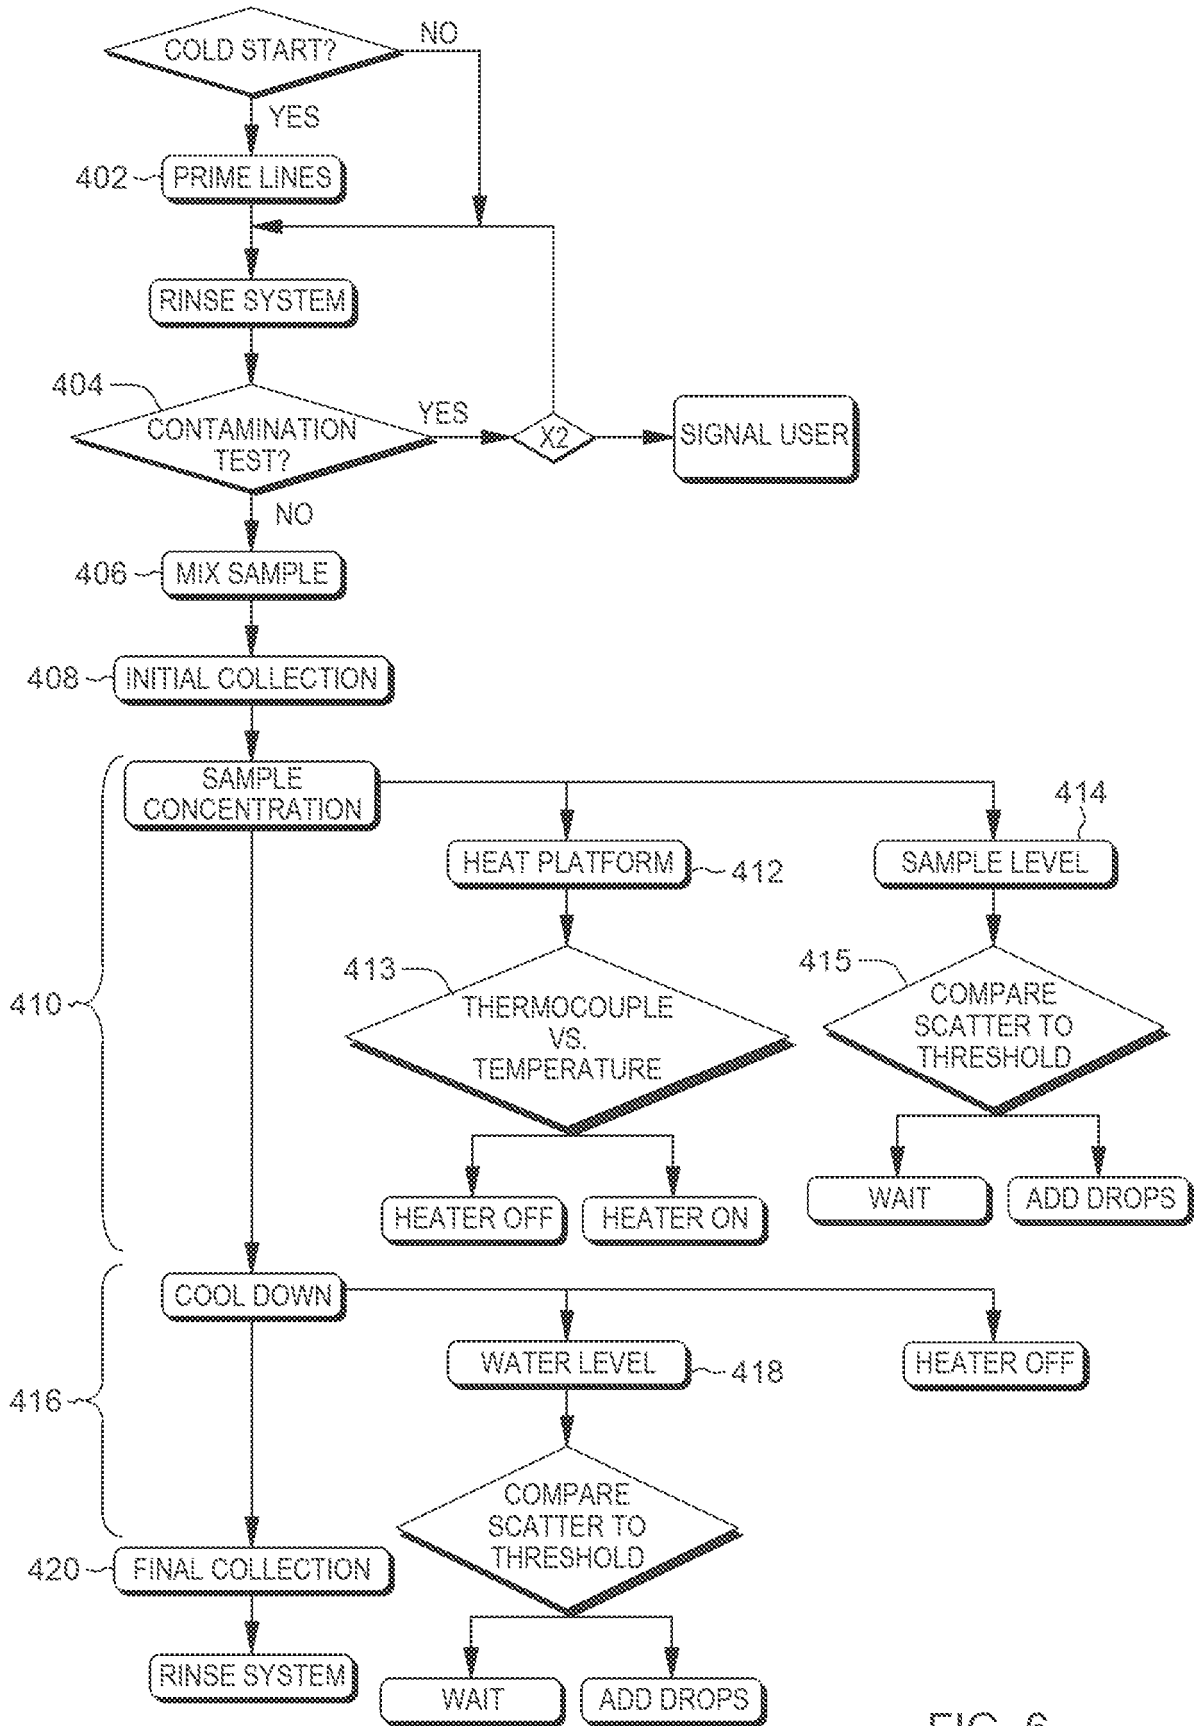 COLD START?
NO
YES
402
PRIME LINES
RINSE SYSTEM
404
CONTAMINATION
TEST?
YES
X2
SIGNAL USER
NO
406
MIX SAMPLE
408
INITIAL COLLECTION
410
SAMPLE
CONCENTRATION
414
HEAT PLATFORM
412
SAMPLE LEVEL
413
THERMOCOUPLE
VS.
TEMPERATURE
415
COMPARE
SCATTER TO
THRESHOLD
HEATER OFF
HEATER ON
WAIT
ADD DROPS
416
COOL DOWN
WATER LEVEL
418
HEATER OFF
COMPARE
SCATTER TO
THRESHOLD
420
FINAL COLLECTION
RINSE SYSTEM
WAIT
ADD DROPS
FIG. 6